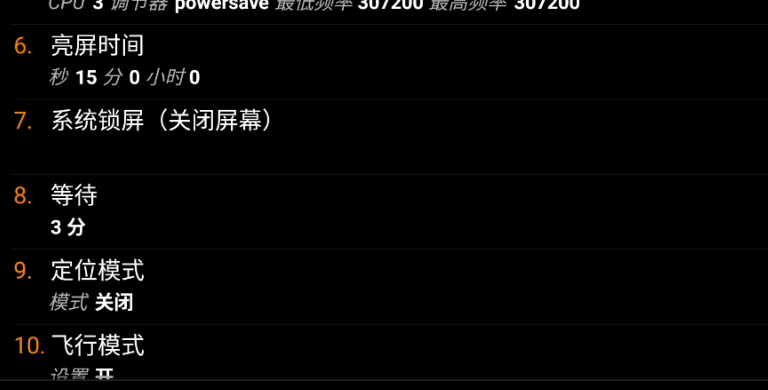 CPU 3 调节器 powersave 最低频率 307200 最高频率 307200
6. 亮屏时间
秒 15 分 0 小时 0
7. 系统锁屏（关闭屏幕）
8. 等待
3 分
9. 定位模式
模式 关闭
10. 飞行模式
设置 开